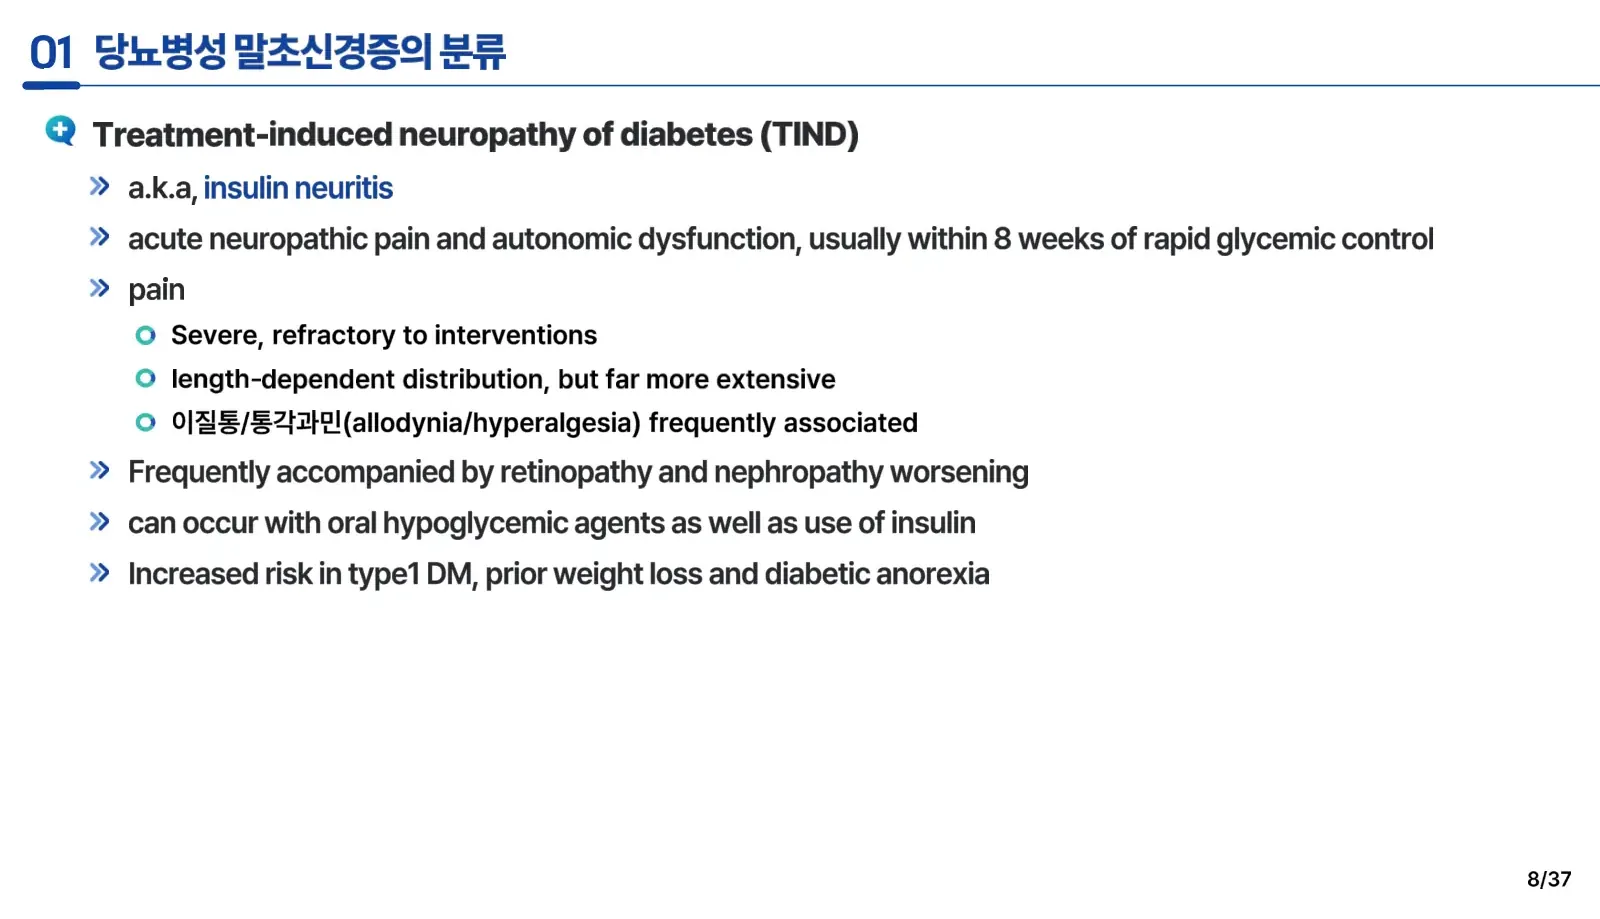 01 당뇨병성 말초신경증의 분류
Treatment-induced neuropathy of diabetes (TIND)
a.k.a, insulin neuritis
acute neuropathic pain and autonomic dysfunction, usually within 8 weeks of rapid glycemic control
pain
Severe, refractory to interventions
length-dependent distribution, but far more extensive
이질통/통각과민(allodynia/hyperalgesia) frequently associated
Frequently accompanied by retinopathy and nephropathy worsening
can occur with oral hypoglycemic agents as well as use of insulin
Increased risk in type1 DM, prior weight loss and diabetic anorexia
8/37